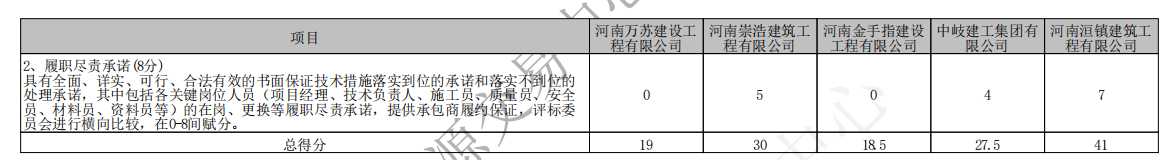 项目 河南万苏建设工程有限公司 河南崇浩建筑工程有限公司 河南金手指建设工程有限公司 中岐建工集团有限公司 河南洹镇建筑工程有限公司
2、履职尽责承诺(8分)
具有全面、详实、可行、合法有效的书面保证技术措施落实到位的承诺和落实不到位的
处理承诺，其中包括各关键岗位人员（项目经理、技术负责人、施工员、质量员、安全
员、材料员、资料员等）的在岗、更换等履职尽责承诺，提供承包商履约保证，评标委
员会进行横向比较，在0-8间赋分。
0 5 0 4 7
总得分 19 30 18.5 27.5 41
源交易中心
中心